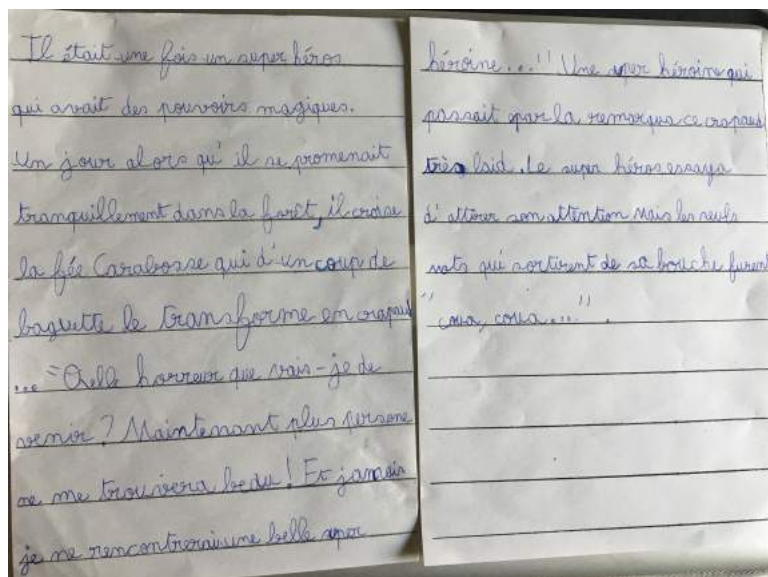 Il était une fois un super héros
qui avait des pouvoirs magiques.
Un jour alors qu'il se promenait
tranquillement dans la forêt, il croise
la fée Carabosse qui d'un coup de
baguette le transforme en crapaud
... "Quelle horreur que vais-je de
venir ? Maintenant plus persone
ne me trouvera beau ! Et jamais
je ne rencontrerai une belle super
héroïne..." Une super héroïne qui
passait par la remarqua ce crapaud
très laid. Le super héros essaya
d'attirer son attention Mais les seuls
mots qui sortirent de sa bouche furent
"coua, coua..."